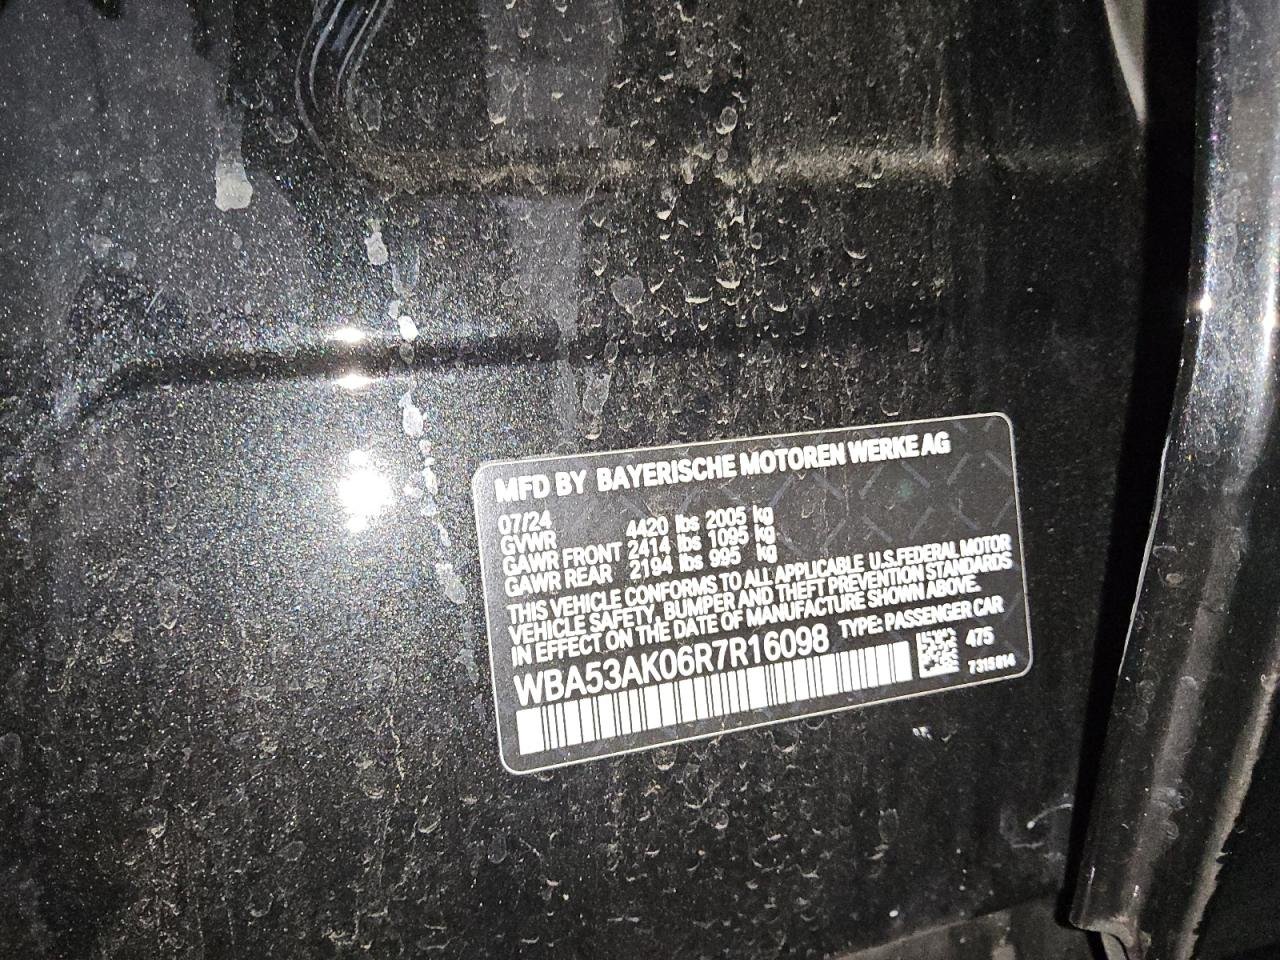 MFD BY BAYERISCHE MOTOREN WERKE AG
07/24
GVWR 4420 lbs 2005 kg
GAWR FRONT 2414 lbs 1095 kg
GAWR REAR 2194 lbs 995 kg
THIS VEHICLE CONFORMS TO ALL APPLICABLE U.S.FEDERAL MOTOR
VEHICLE SAFETY, BUMPER AND THEFT PREVENTION STANDARDS
IN EFFECT ON THE DATE OF MANUFACTURE SHOWN ABOVE.
WBA53AK06R7R16098 TYPE: PASSENGER CAR
475
7315814